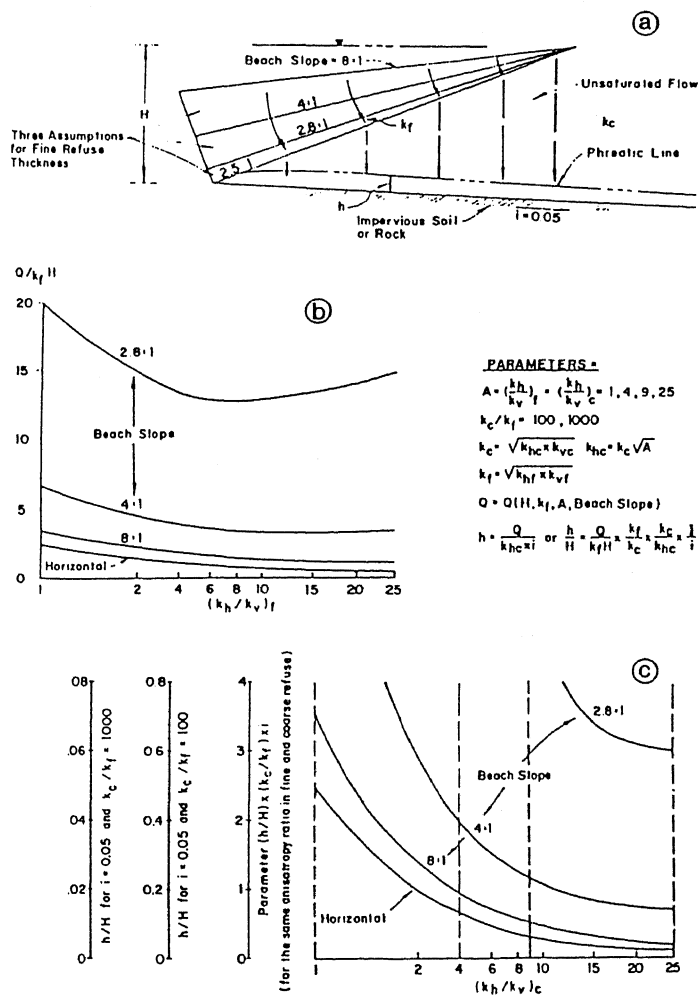 a
Beach Slope = 8:1
H
4:1
2.8:1
2.5:1
Three Assumptions
for Fine Refuse
Thickness
kf
Unsaturated Flow
kc
Phreatic Line
h
Impervious Soil
or Rock
i = 0.05
b
Q/kf H
20
15
10
5
0
2.8:1
Beach Slope
4:1
8:1
Horizontal
1 2 4 6 8 10 15 20 25
(kh/kv)f
PARAMETERS =
A = (kh/kv)f = (kh/kv)c = 1, 4, 9, 25
kc/kf = 100, 1000
kc = √khc x kvc khc = kc √A
kf = √khf x kvf
Q = Q(H, kf, A, Beach Slope)
h = Q/khc x i or h/H = Q/kfH x kf/kc x kc/khc x 1/i
c
.08
.06
.04
.02
0
h/H for i = 0.05 and kc/kf = 1000
0.8
0.6
0.4
0.2
0
h/H for i = 0.05 and kc/kf = 100
4
3
2
1
0
Parameter (h/H) x (kc/kf) x i
(for the same anisotropy ratio in fine and coarse refuse)
2.8:1
Beach Slope
4:1
8:1
Horizontal
1 2 4 6 8 10 15 20 25
(kh/kv)c